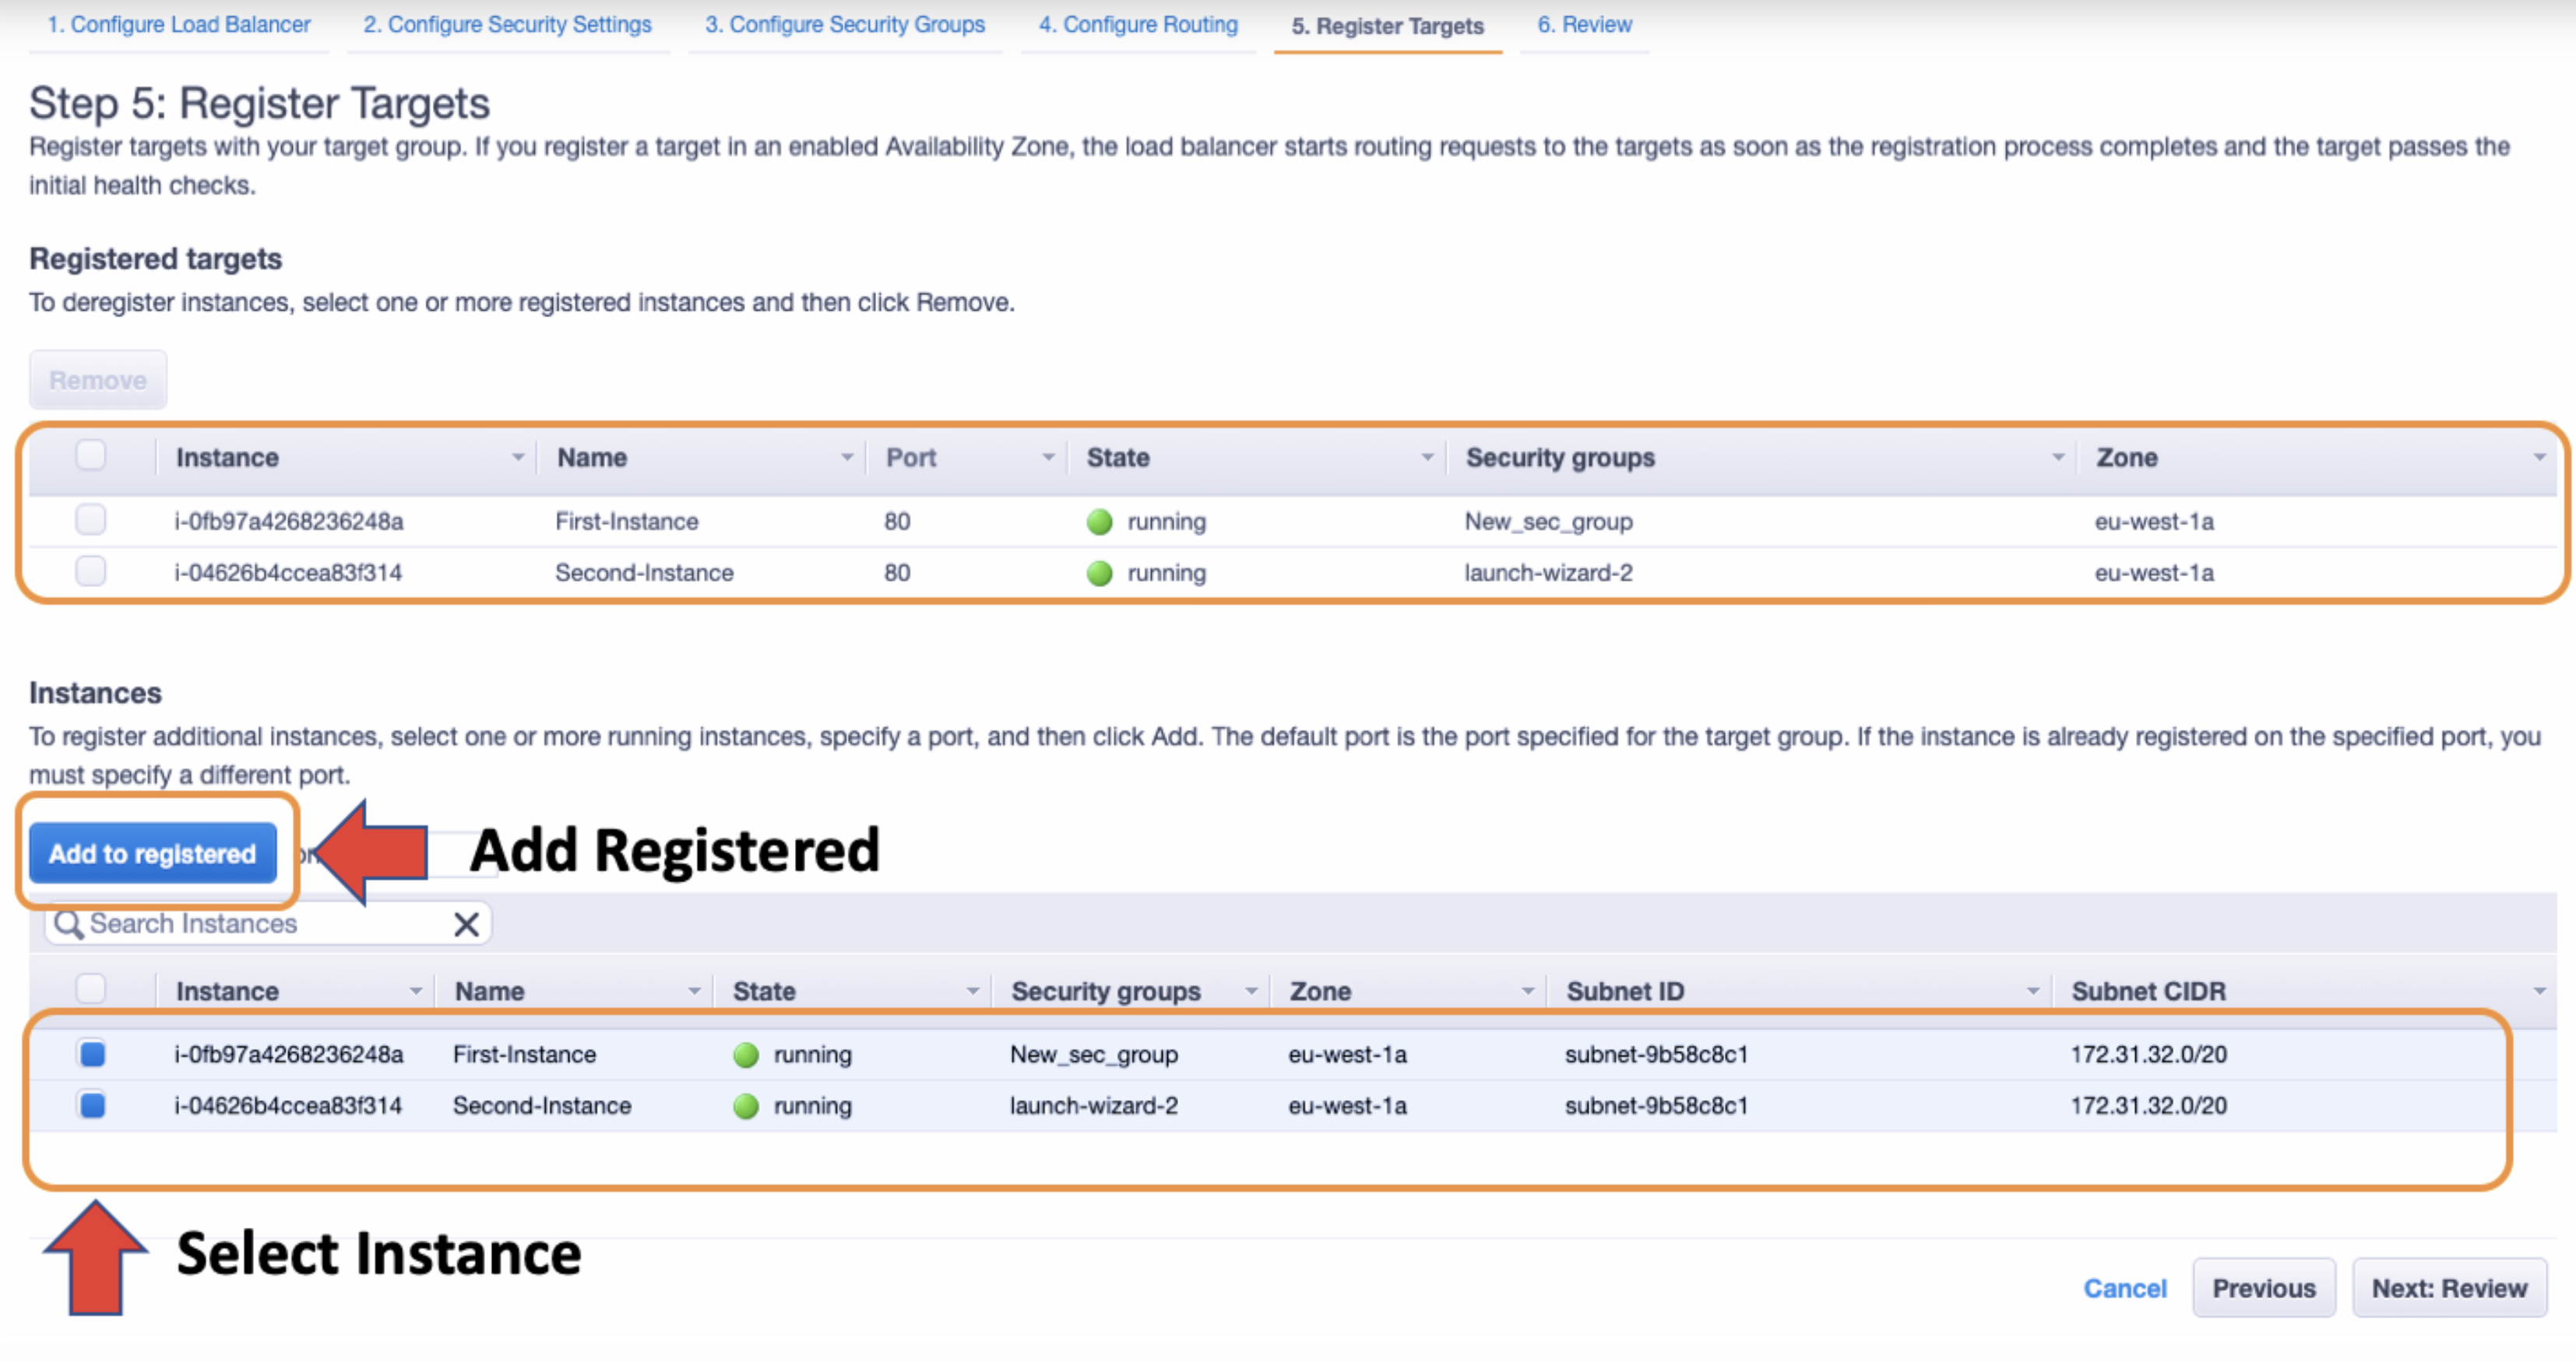 1. Configure Load Balancer 2. Configure Security Settings 3. Configure Security Groups 4. Configure Routing 5. Register Targets 6. Review
Step 5: Register Targets
Register targets with your target group. If you register a target in an enabled Availability Zone, the load balancer starts routing requests to the targets as soon as the registration process completes and the target passes the
initial health checks.
Registered targets
To deregister instances, select one or more registered instances and then click Remove.
Remove
Instance Name Port State Security groups Zone
i-0fb97a4268236248a First-Instance 80 running New_sec_group eu-west-1a
i-04626b4ccea83f314 Second-Instance 80 running launch-wizard-2 eu-west-1a
Instances
To register additional instances, select one or more running instances, specify a port, and then click Add. The default port is the port specified for the target group. If the instance is already registered on the specified port, you
must specify a different port.
Add to registered Add Registered
Search Instances
Instance Name State Security groups Zone Subnet ID Subnet CIDR
i-0fb97a4268236248a First-Instance running New_sec_group eu-west-1a subnet-9b58c8c1 172.31.32.0/20
i-04626b4ccea83f314 Second-Instance running launch-wizard-2 eu-west-1a subnet-9b58c8c1 172.31.32.0/20
Select Instance
Cancel Previous Next: Review